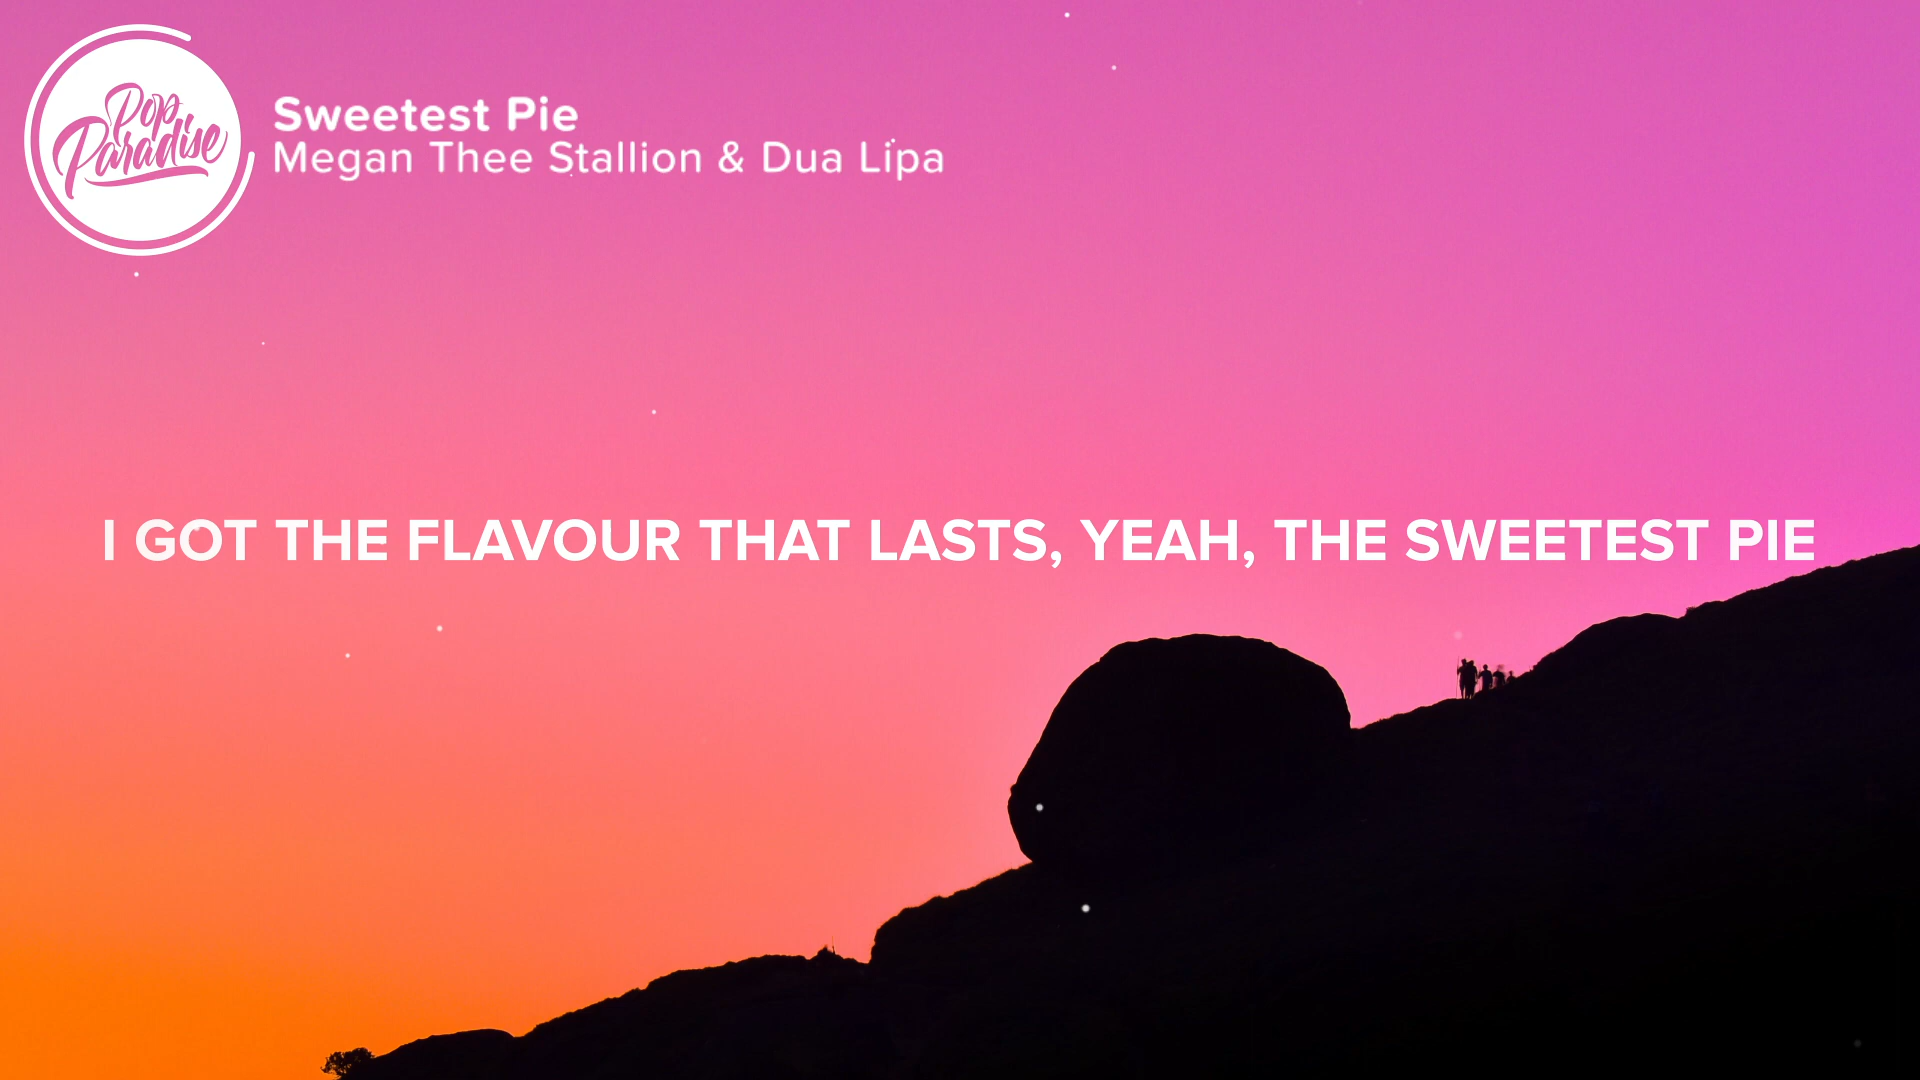 Pop
Paradise
Sweetest Pie
Megan Thee Stallion & Dua Lipa
I GOT THE FLAVOUR THAT LASTS, YEAH, THE SWEETEST PIE